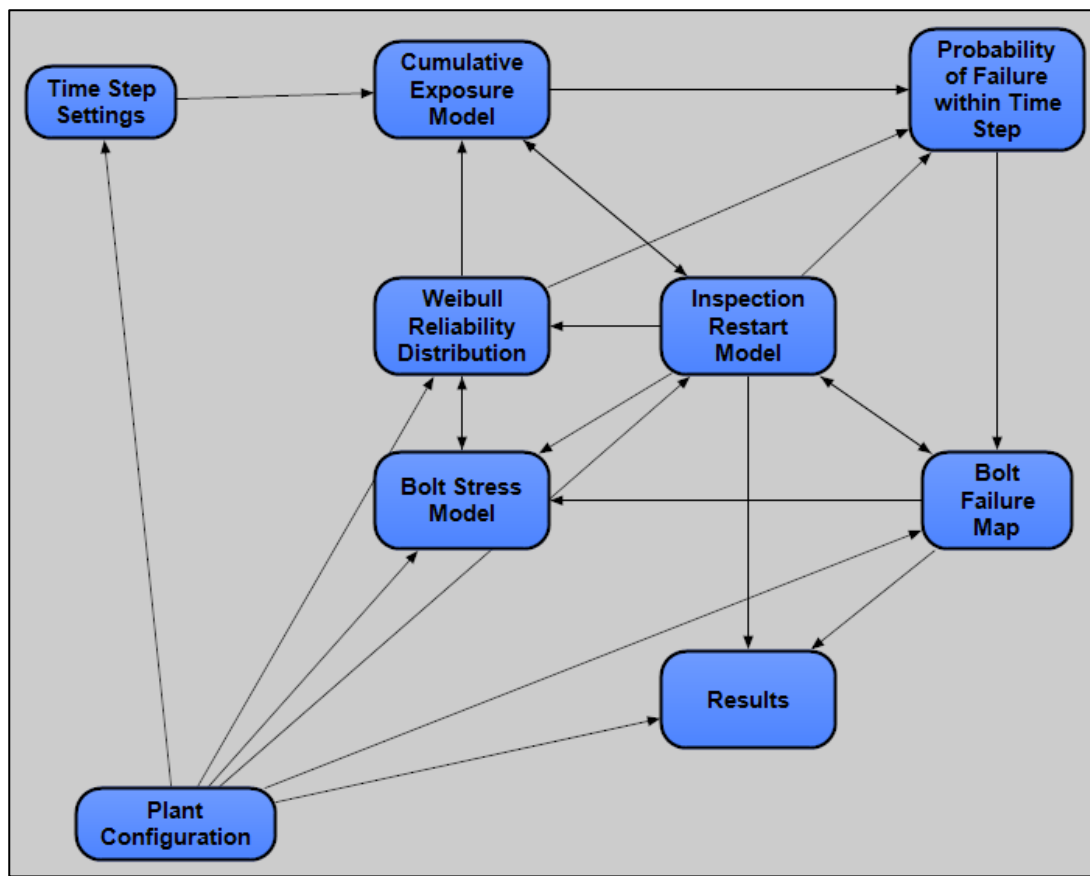 Time Step
Settings
Cumulative
Exposure
Model
Probability
of Failure
within Time
Step
Weibull
Reliability
Distribution
Inspection
Restart
Model
Bolt Stress
Model
Bolt
Failure
Map
Results
Plant
Configuration